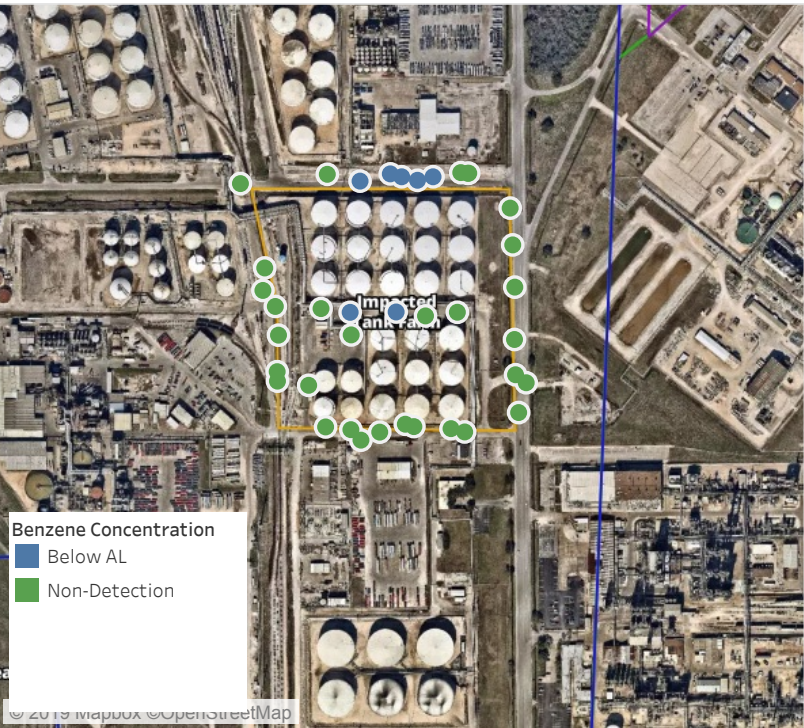 Impacted
Tank Farm
Benzene Concentration
Below AL
Non-Detection
© 2019 Mapbox ©OpenStreetMap